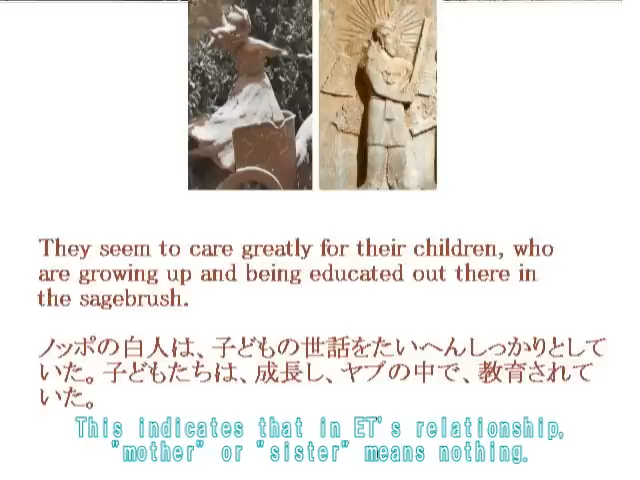 They seem to care greatly for their children, who
are growing up and being educated out there in
the sagebrush.
ノッポの白人は、子どもの世話をたいへんしっかりとして
いた。子どもたちは、成長し、ヤブの中で、教育されて
いた。
This indicates that in ET's relationship,
"mother" or "sister" means nothing.